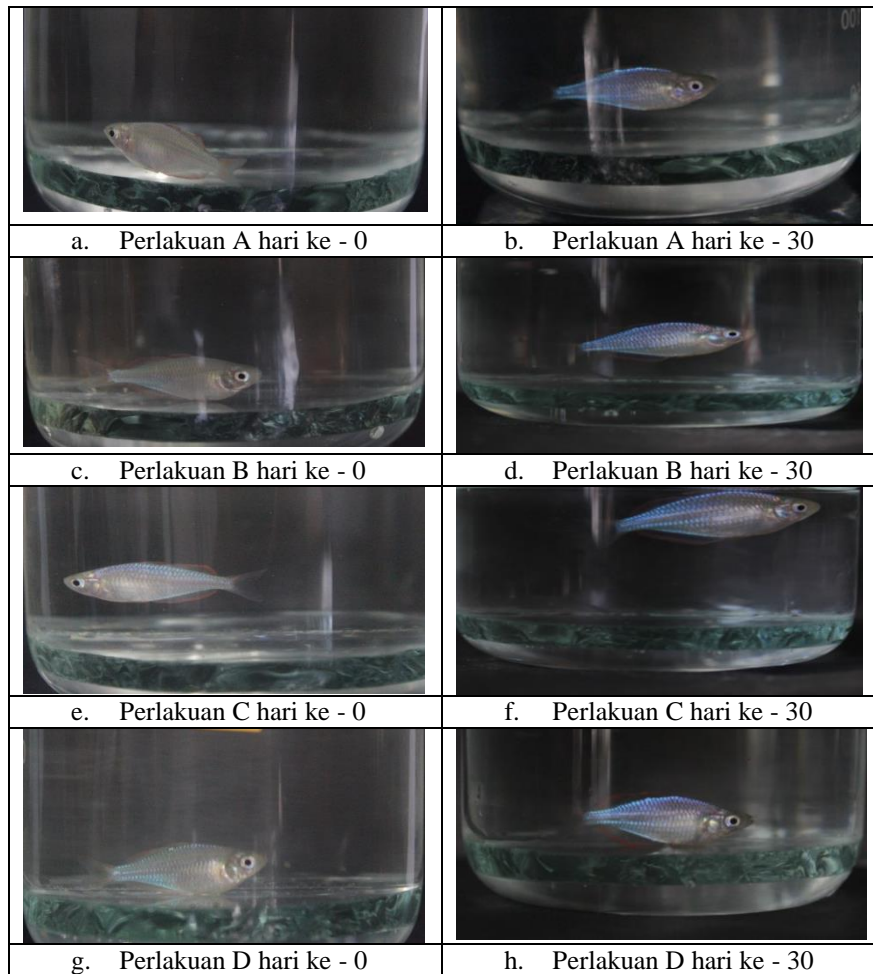 a. Perlakuan A hari ke - 0
b. Perlakuan A hari ke - 30
c. Perlakuan B hari ke - 0
d. Perlakuan B hari ke - 30
e. Perlakuan C hari ke - 0
f. Perlakuan C hari ke - 30
g. Perlakuan D hari ke - 0
h. Perlakuan D hari ke - 30